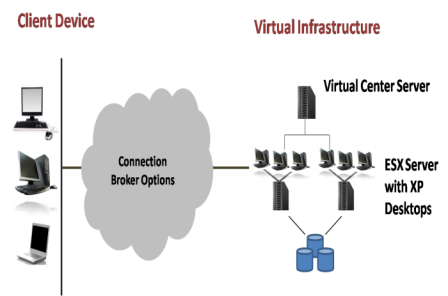 Client Device
Virtual Infrastructure
Virtual Center Server
Connection
Broker Options
ESX Server
with XP
Desktops